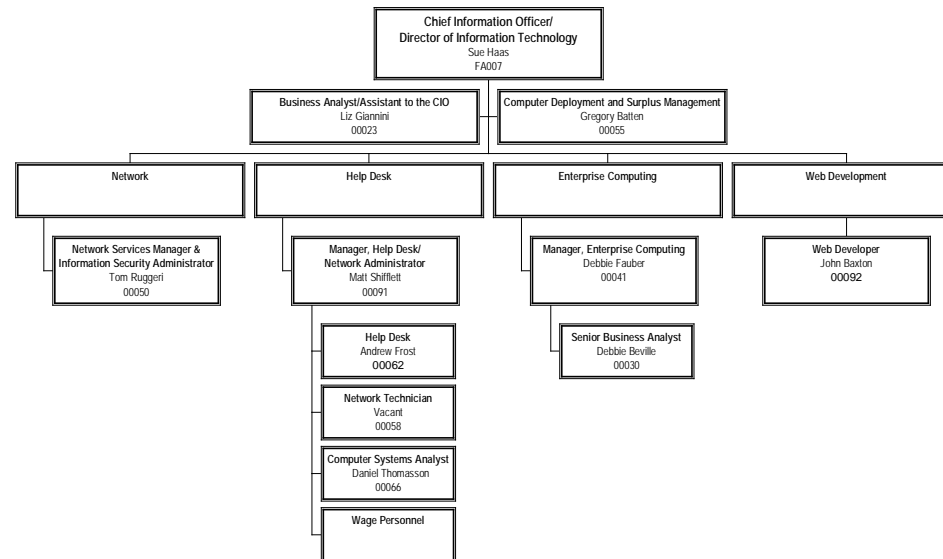 Chief Information Officer/
Director of Information Technology
Sue Haas
FA007
Business Analyst/Assistant to the CIO
Liz Giannini
00023
Computer Deployment and Surplus Management
Gregory Batten
00055
Network
Help Desk
Enterprise Computing
Web Development
Network Services Manager &
Information Security Administrator
Tom Ruggeri
00050
Manager, Help Desk/
Network Administrator
Matt Shifflett
00091
Manager, Enterprise Computing
Debbie Fauber
00041
Web Developer
John Baxton
00092
Help Desk
Andrew Frost
00062
Senior Business Analyst
Debbie Beville
00030
Network Technician
Vacant
00058
Computer Systems Analyst
Daniel Thomasson
00066
Wage Personnel